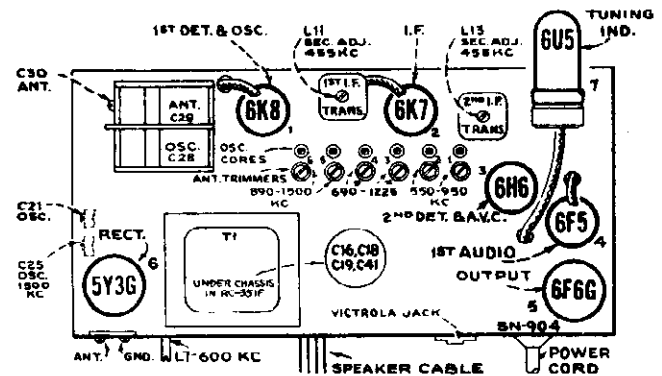 1ST DET. & OSC.
L11
SEC. ADJ.
455KC
I.F.
L13
SEC. ADJ.
455KC
6U5
TUNING
IND.
7
C30
ANT.
ANT.
C29
OSC.
C28
6K8
1
1ST I.F.
TRANS.
6K7
2
2ND I.F.
TRANS.
OSC.
CORES
6 5 4 3 2 1
ANT. TRIMMERS
890-1500
KC
690-1225
550-950
KC
3
6H6
2ND DET. & A.V.C.
6F5
4
1ST AUDIO
OUTPUT
6F6G
5
C21
OSC.
C25
OSC.
1500
KC
RECT.
6
5Y3G
T1
UNDER CHASSIS
IN RC-351F
C16,C18
C19,C41
VICTROLA JACK
SN-904
ANT.
GND.
L7-600 KC
SPEAKER CABLE
POWER
CORD